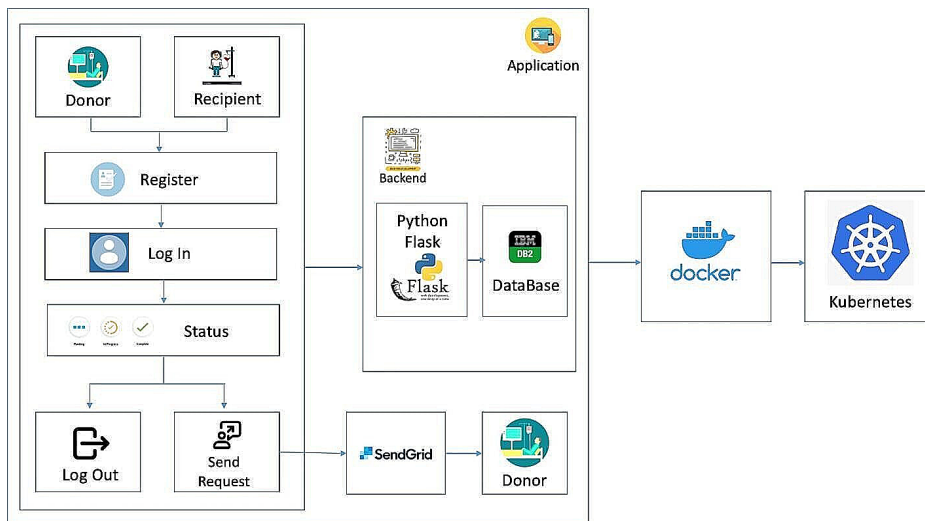 Donor
Recipient
Register
Log In
Status
Log Out
Send
Request
Application
Backend
Python
Flask
Flask
IBM
DB2
DataBase
SendGrid
Donor
docker
Kubernetes